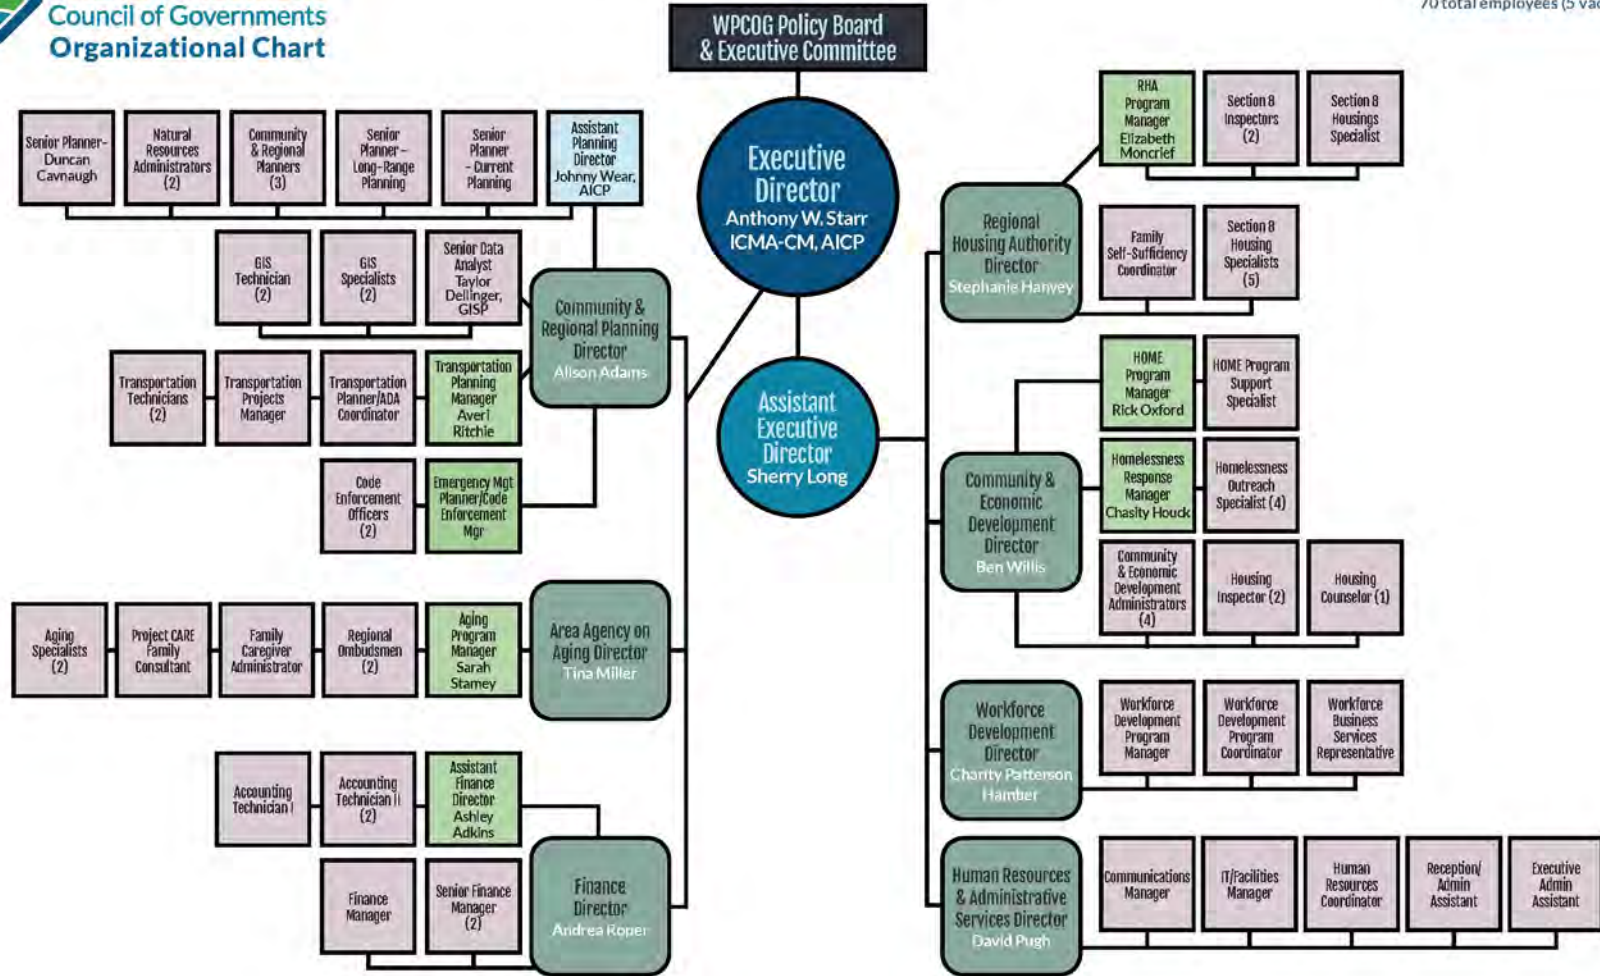 Council of Governments
Organizational Chart
70 total employees (5
WPCOG Policy Board
& Executive Committee
Executive
Director
Anthony W. Starr
ICMA-CM, AICP
Assistant
Executive
Director
Sherry Long
Senior Planner-
Duncan
Cavnaugh
Natural
Resources
Administrators
(2)
Community
& Regional
Planners
(3)
Senior
Planner –
Long-Range
Planning
Senior
Planner
- Current
Planning
Assistant
Planning
Director
Johnny Wear,
AICP
GIS
Technician
(2)
GIS
Specialists
(2)
Senior Data
Analyst
Taylor
Dellinger,
GISP
Community &
Regional Planning
Director
Alison Adams
Transportation
Technicians
(2)
Transportation
Projects
Manager
Transportation
Planner/ADA
Coordinator
Transportation
Planning
Manager
Averi
Ritchie
Code
Enforcement
Officers
(2)
Emergency Mgt
Planner/Code
Enforcement
Mgr
Aging
Specialists
(2)
Project CARE
Family
Consultant
Family
Caregiver
Administrator
Regional
Ombudsmen
(2)
Aging
Program
Manager
Sarah
Stamey
Area Agency on
Aging Director
Tina Miller
Accounting
Technician I
Accounting
Technician II
(2)
Assistant
Finance
Director
Ashley
Adkins
Finance
Manager
Senior Finance
Manager
(2)
Finance
Director
Andrea Roper
Regional
Housing Authority
Director
Stephanie Hanvey
RHA
Program
Manager
Elizabeth
Moncrief
Section 8
Inspectors
(2)
Section 8
Housings
Specialist
Family
Self-Sufficiency
Coordinator
Section 8
Housing
Specialists
(5)
Community &
Economic
Development
Director
Ben Willis
HOME
Program
Manager
Rick Oxford
HOME Program
Support
Specialist
Homelessness
Response
Manager
Chasity Houck
Homelessness
Outreach
Specialist (4)
Community
& Economic
Development
Administrators
(4)
Housing
Inspector (2)
Housing
Counselor (1)
Workforce
Development
Director
Charity Patterson
Hamber
Workforce
Development
Program
Manager
Workforce
Development
Program
Coordinator
Workforce
Business
Services
Representative
Human Resources
& Administrative
Services Director
David Pugh
Communications
Manager
IT/Facilities
Manager
Human
Resources
Coordinator
Reception/
Admin
Assistant
Executive
Admin
Assistant